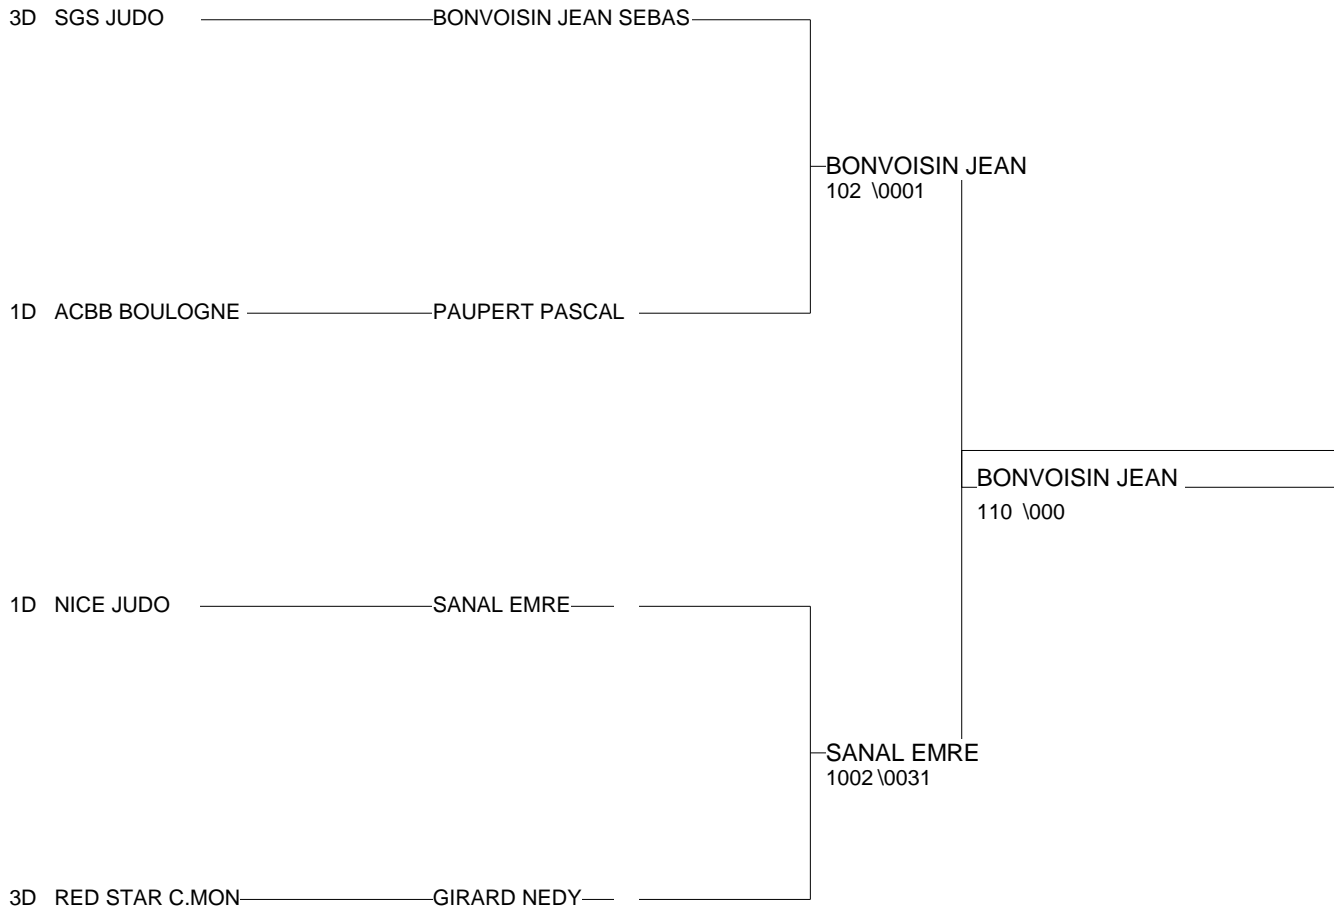 3D SGS JUDO BONVOISIN JEAN SEBAS
BONVOISIN JEAN
102 \0001
1D ACBB BOULOGNE PAUPERT PASCAL
BONVOISIN JEAN
110 \000
1D NICE JUDO SANAL EMRE
SANAL EMRE
1002 \0031
3D RED STAR C.MON GIRARD NEDY